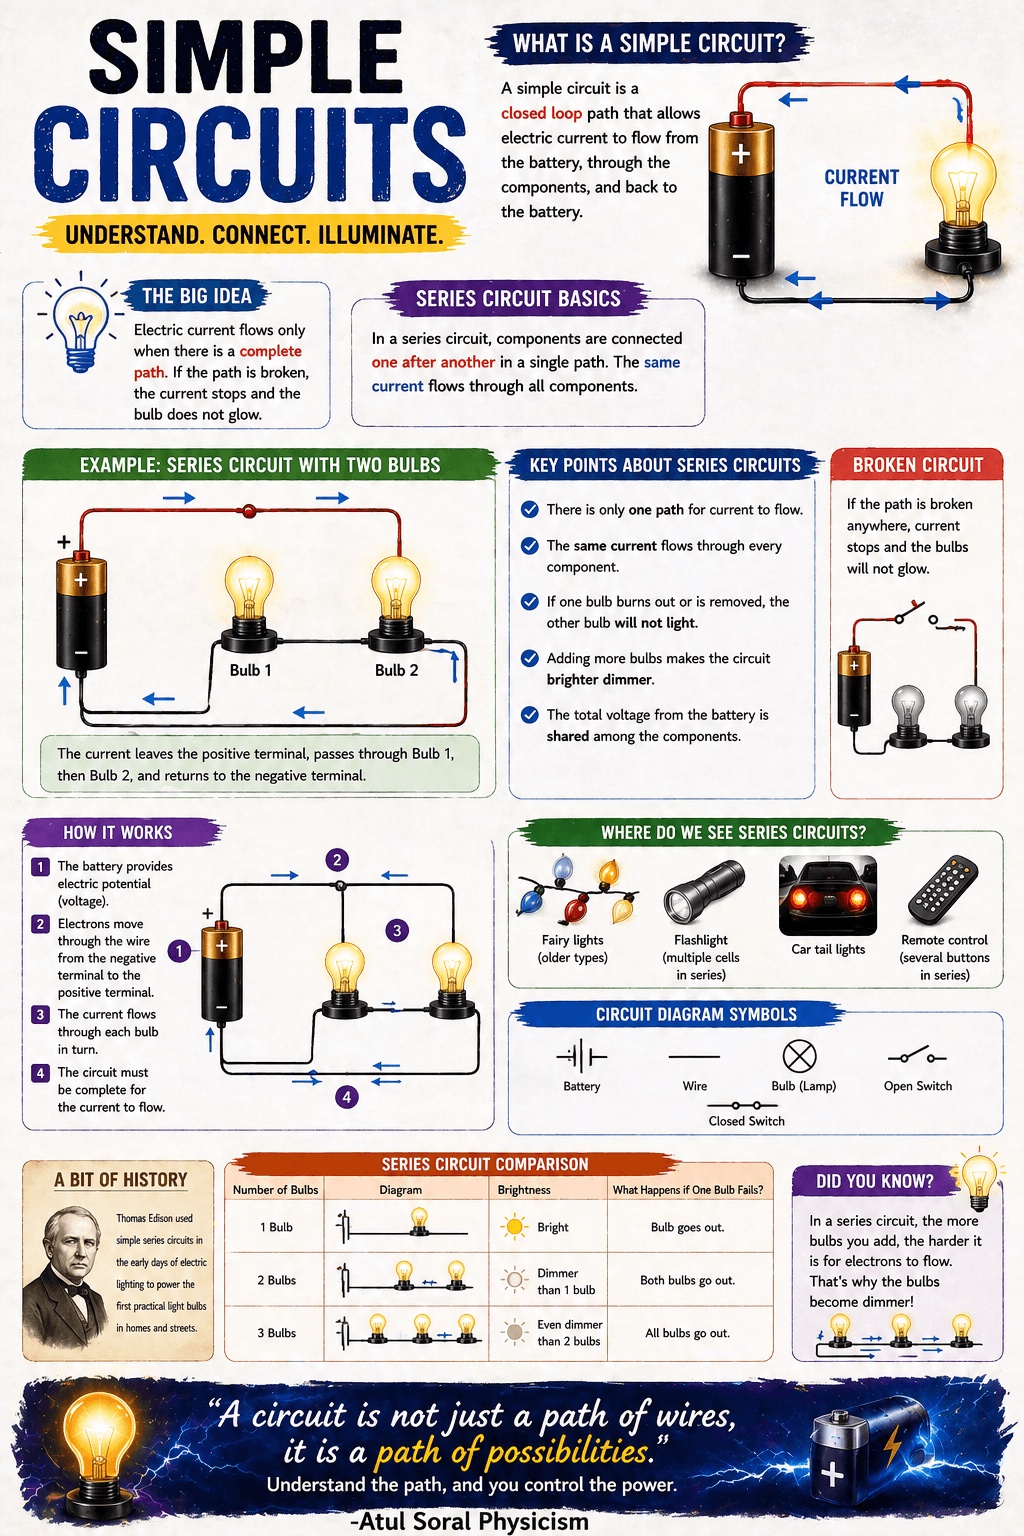 SIMPLE
CIRCUITS
UNDERSTAND. CONNECT. ILLUMINATE.
WHAT IS A SIMPLE CIRCUIT?
A simple circuit is a
closed loop path that allows
electric current to flow from
the battery, through the
components, and back to
the battery.
+
−
CURRENT
FLOW
THE BIG IDEA
Electric current flows only
when there is a complete
path. If the path is broken,
the current stops and the
bulb does not glow.
SERIES CIRCUIT BASICS
In a series circuit, components are connected
one after another in a single path. The same
current flows through all components.
EXAMPLE: SERIES CIRCUIT WITH TWO BULBS
+
+
−
Bulb 1
Bulb 2
The current leaves the positive terminal, passes through Bulb 1,
then Bulb 2, and returns to the negative terminal.
KEY POINTS ABOUT SERIES CIRCUITS
There is only one path for current to flow.
The same current flows through every
component.
If one bulb burns out or is removed, the
other bulb will not light.
Adding more bulbs makes the circuit
brighter dimmer.
The total voltage from the battery is
shared among the components.
BROKEN CIRCUIT
If the path is broken
anywhere, current
stops and the bulbs
will not glow.
+
−
HOW IT WORKS
1 The battery provides
electric potential
(voltage).
2 Electrons move
through the wire
from the negative
terminal to the
positive terminal.
3 The current flows
through each bulb
in turn.
4 The circuit must
be complete for
the current to flow.
2
+
3
1
+
−
4
WHERE DO WE SEE SERIES CIRCUITS?
Fairy lights
(older types)
Flashlight
(multiple cells
in series)
Car tail lights
Remote control
(several buttons
in series)
CIRCUIT DIAGRAM SYMBOLS
Battery
Wire
Bulb (Lamp)
Open Switch
Closed Switch
A BIT OF HISTORY
Thomas Edison used
simple series circuits in
the early days of electric
lighting to power the
first practical light bulbs
in homes and streets.
SERIES CIRCUIT COMPARISON
Number of Bulbs Diagram Brightness What Happens if One Bulb Fails?
1 Bulb Bright Bulb goes out.
2 Bulbs Dimmer
than 1 bulb Both bulbs go out.
3 Bulbs Even dimmer
than 2 bulbs All bulbs go out.
DID YOU KNOW?
In a series circuit, the more
bulbs you add, the harder it
is for electrons to flow.
That's why the bulbs
become dimmer!
“A circuit is not just a path of wires,
it is a path of possibilities.”
Understand the path, and you control the power.
+
-Atul Soral Physicism